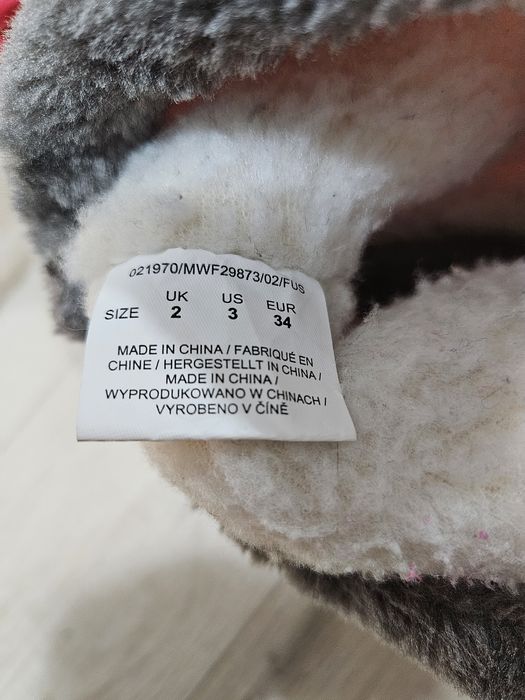 021970/MWF29873/02/FUS
UK US EUR
SIZE 2 3 34
MADE IN CHINA / FABRIQUÉ EN
CHINE / HERGESTELLT IN CHINA /
MADE IN CHINA /
WYPRODUKOWANO W CHINACH /
VYROBENO V ČÍNĚ